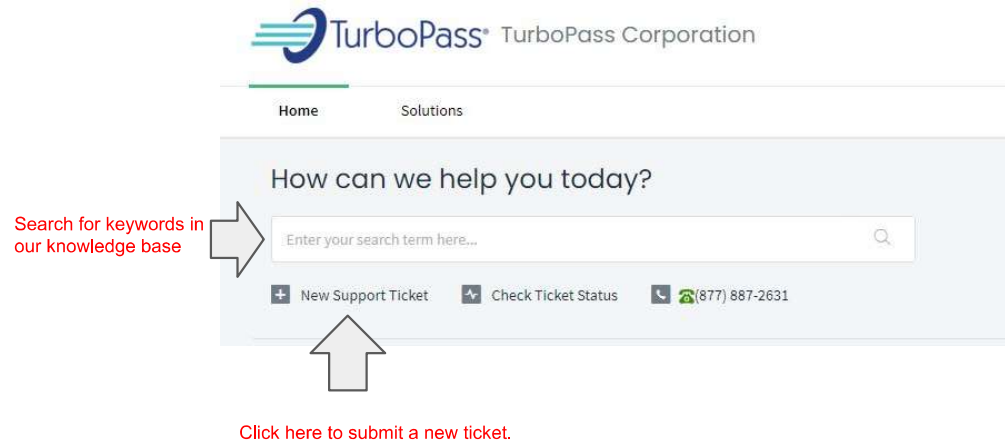 TurboPass® TurboPass Corporation
Home Solutions
How can we help you today?
Search for keywords in
our knowledge base
Enter your search term here...
New Support Ticket Check Ticket Status (877) 887-2631
Click here to submit a new ticket.